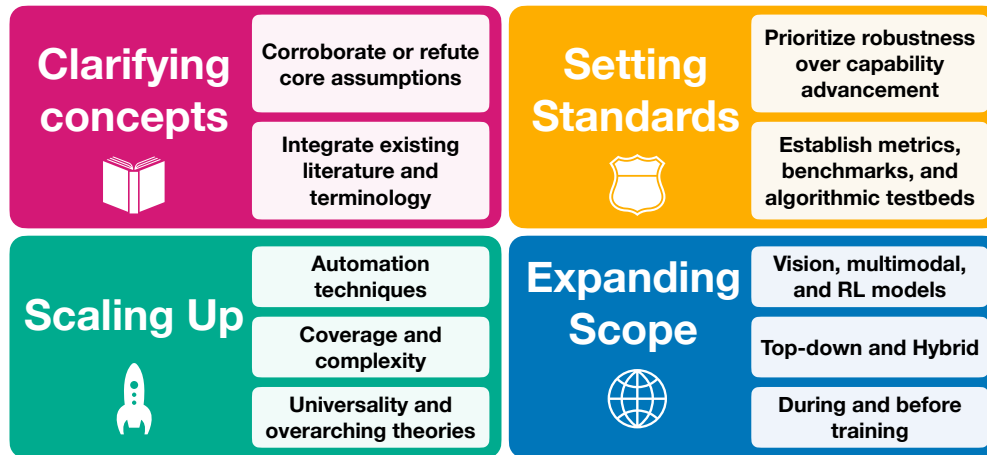 Clarifying
concepts
Corroborate or refute
core assumptions
Integrate existing
literature and
terminology
Setting
Standards
Prioritize robustness
over capability
advancement
Establish metrics,
benchmarks, and
algorithmic testbeds
Scaling Up
Automation
techniques
Coverage and
complexity
Universality and
overarching theories
Expanding
Scope
Vision, multimodal,
and RL models
Top-down and Hybrid
During and before
training